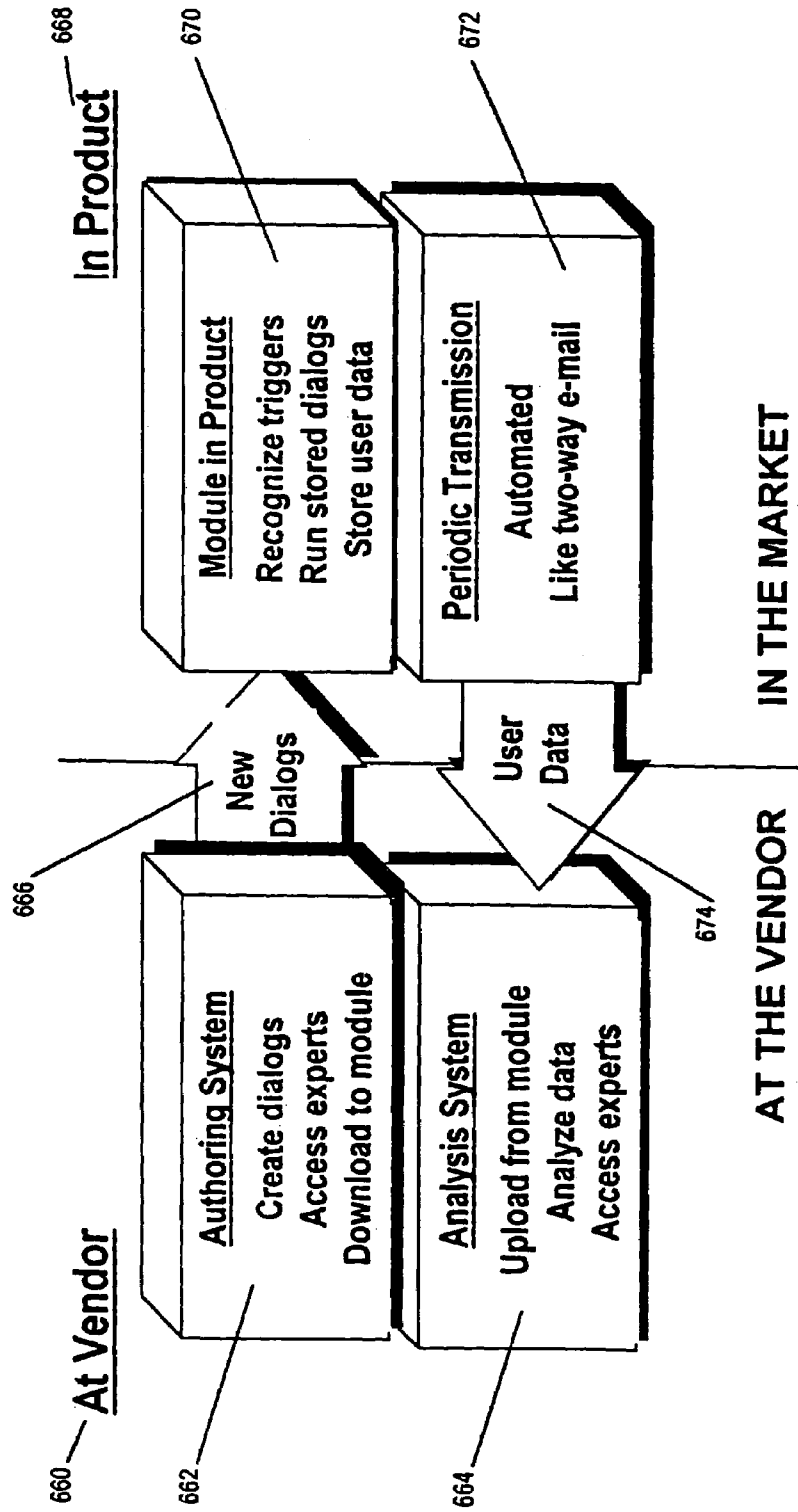 660
At Vendor
In Product
668
662
666
670
Authoring System
Create dialogs
Access experts
Download to module
New
Dialogs
Module in Product
Recognize triggers
Run stored dialogs
Store user data
664
674
672
Analysis System
Upload from module
Analyze data
Access experts
User
Data
Periodic Transmission
Automated
Like two-way e-mail
AT THE VENDOR
IN THE MARKET